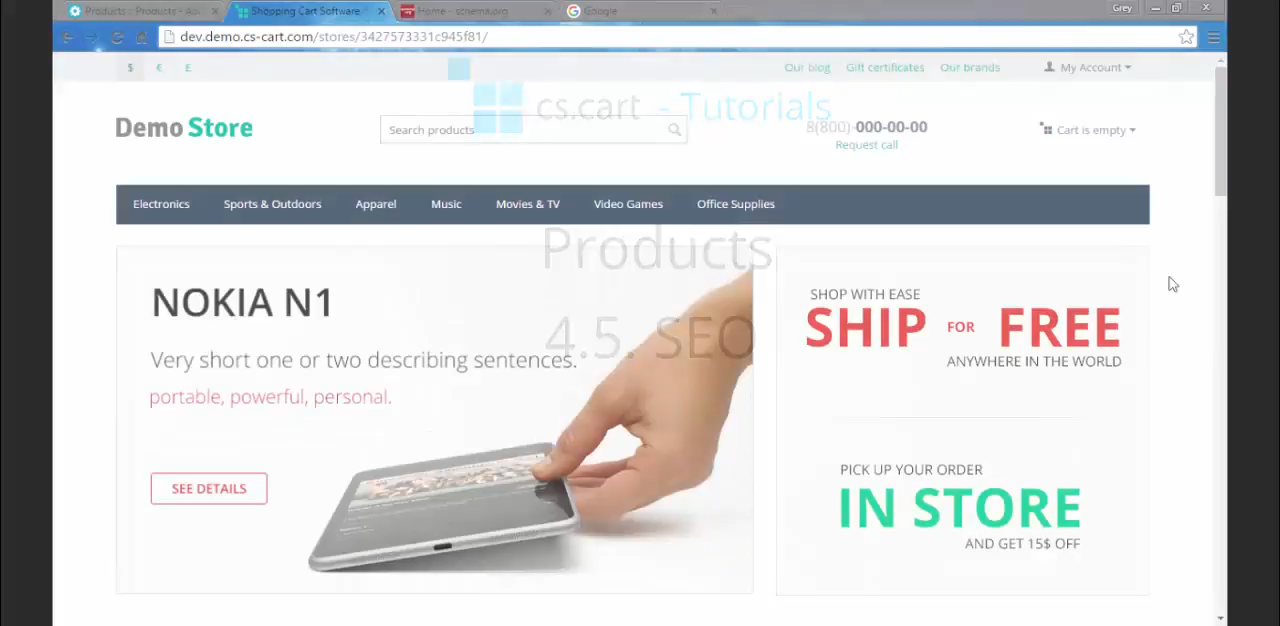 Products :: Products - Ad
Shopping Cart Software
Home - schema.org
Google
Grey
dev.demo.cs-cart.com/stores/3427573331c945f81/
$ € £
Our blog Gift certificates Our brands My Account
cs.cart - Tutorials
Demo Store
Search products
8(800)-000-00-00
Request call
Cart is empty
Electronics Sports & Outdoors Apparel Music Movies & TV Video Games Office Supplies
Products
4.5. SEO
NOKIA N1
Very short one or two describing sentences.
portable, powerful, personal.
SEE DETAILS
SHOP WITH EASE
SHIP FOR FREE
ANYWHERE IN THE WORLD
PICK UP YOUR ORDER
IN STORE
AND GET 15$ OFF